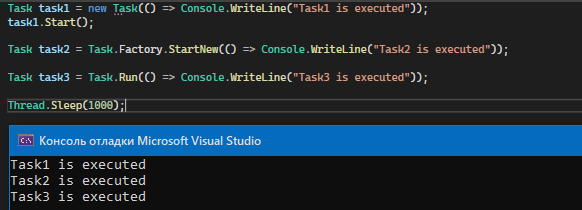 Task task1 = new Task(() => Console.WriteLine("Task1 is executed"));
task1.Start();
Task task2 = Task.Factory.StartNew(() => Console.WriteLine("Task2 is executed"));
Task task3 = Task.Run(() => Console.WriteLine("Task3 is executed"));
Thread.Sleep(1000);
C:\ Консоль отладки Microsoft Visual Studio
Task1 is executed
Task2 is executed
Task3 is executed